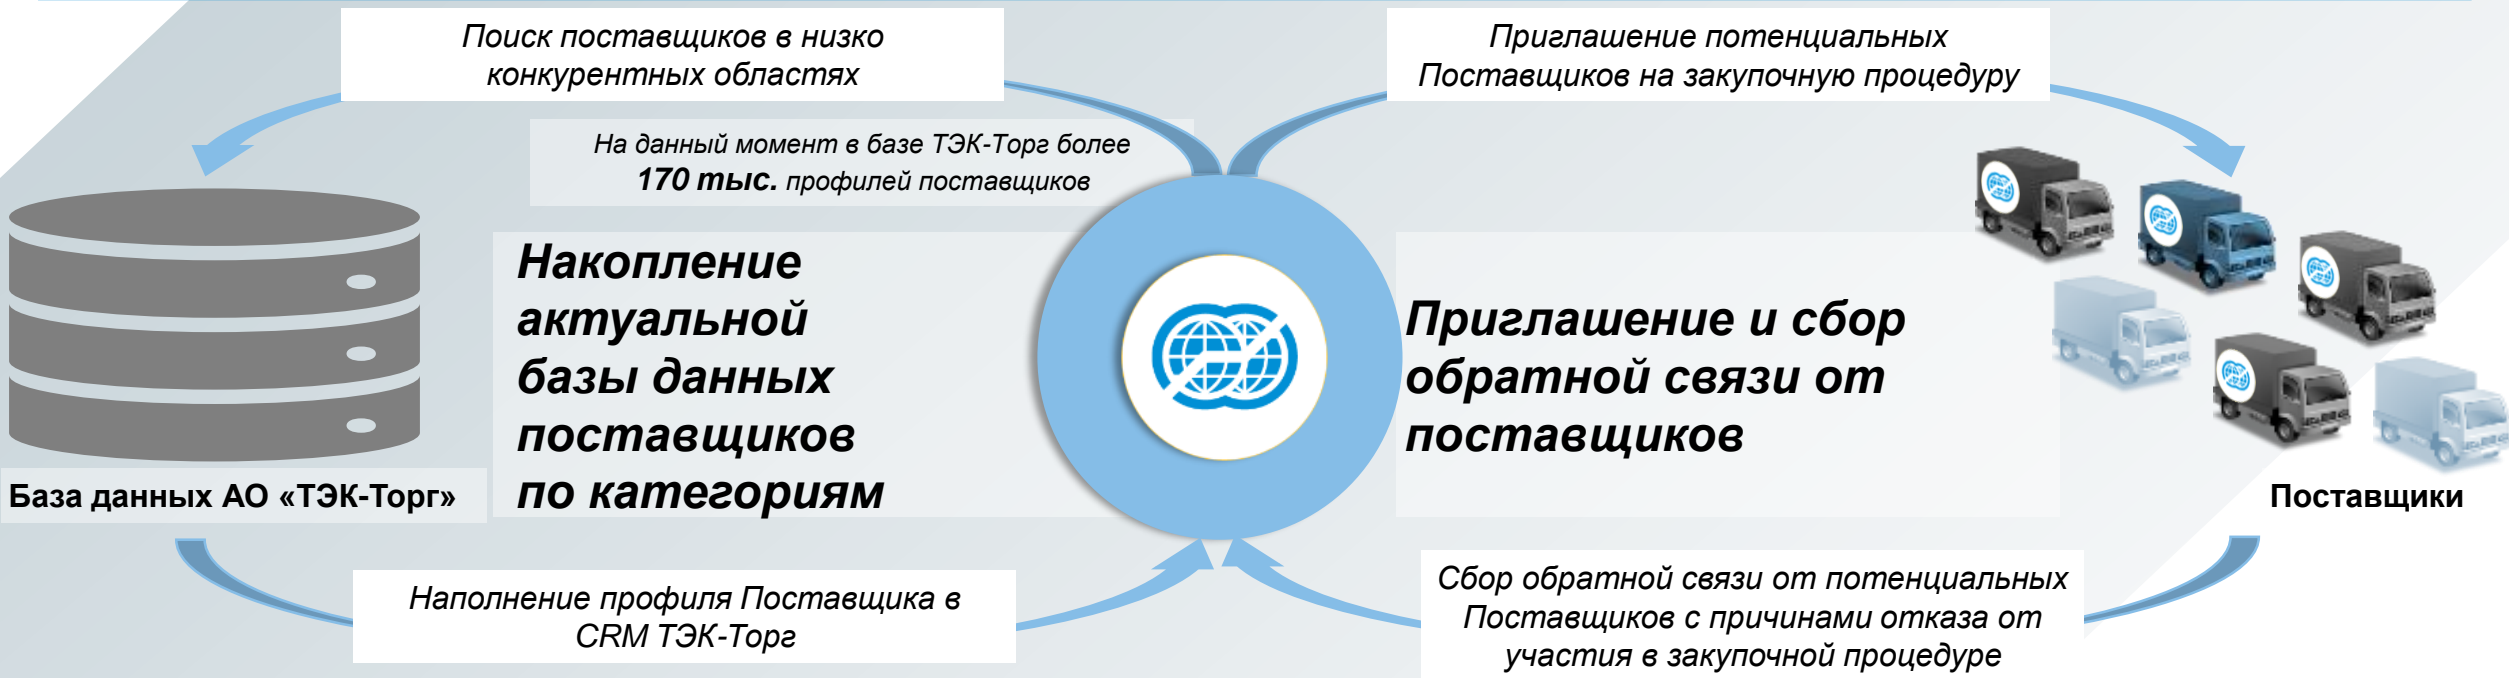 Поиск поставщиков в низко
конкурентных областях
Приглашение потенциальных
Поставщиков на закупочную процедуру
На данный момент в базе ТЭК-Торг более
170 тыс. профилей поставщиков
Накопление
актуальной
базы данных
поставщиков
по категориям
Приглашение и сбор
обратной связи от
поставщиков
База данных АО «ТЭК-Торг»
Поставщики
Наполнение профиля Поставщика в
CRM ТЭК-Торг
Сбор обратной связи от потенциальных
Поставщиков с причинами отказа от
участия в закупочной процедуре